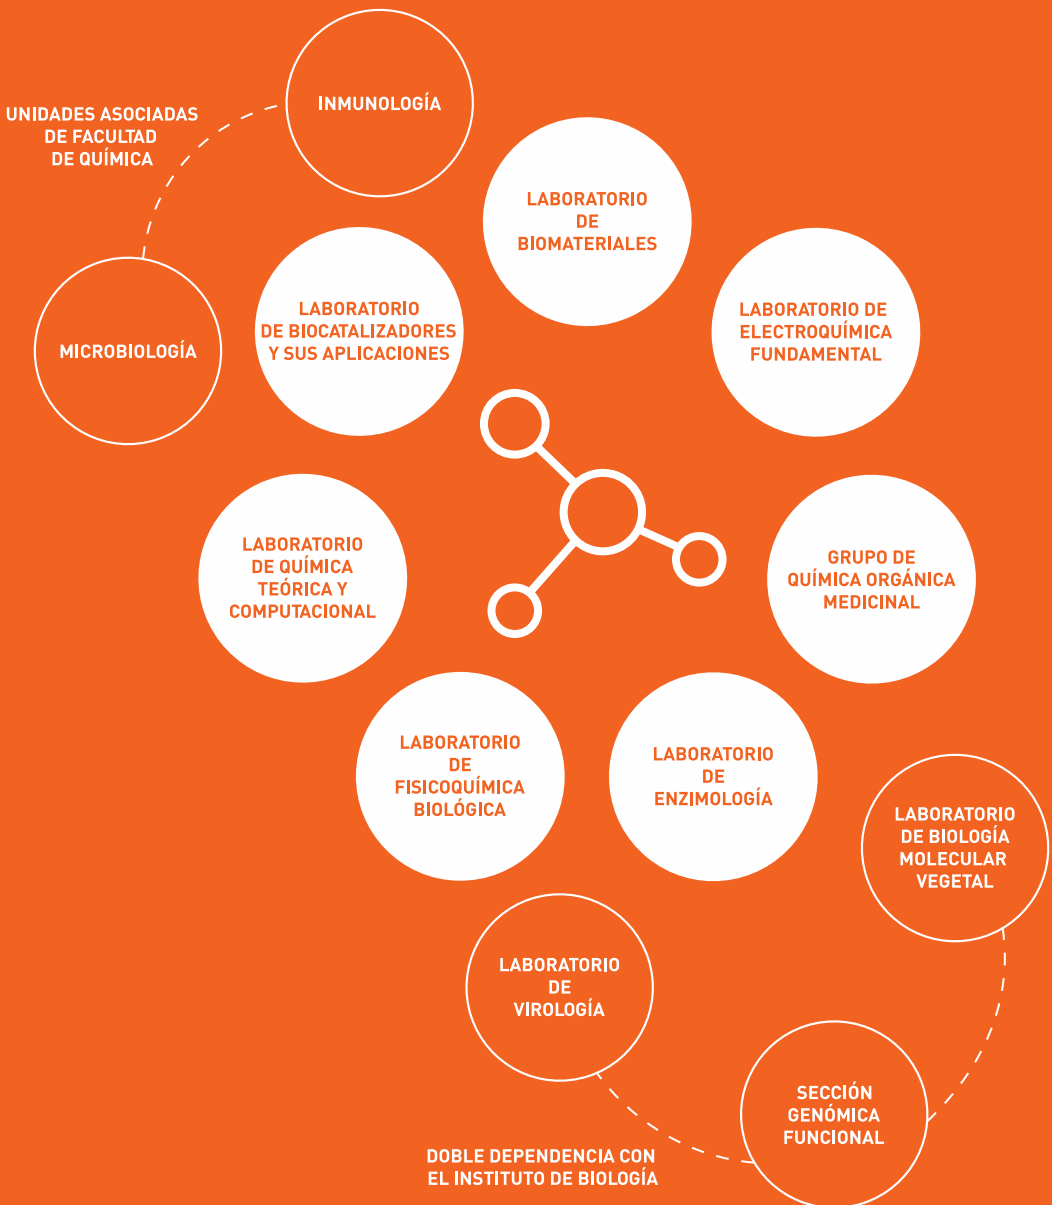 UNIDADES ASOCIADAS
DE FACULTAD
DE QUÍMICA
INMUNOLOGÍA
MICROBIOLOGÍA
LABORATORIO
DE
BIOMATERIALES
LABORATORIO
DE BIOCATALIZADORES
Y SUS APLICACIONES
LABORATORIO DE
ELECTROQUÍMICA
FUNDAMENTAL
LABORATORIO
DE QUÍMICA
TEÓRICA Y
COMPUTACIONAL
GRUPO DE
QUÍMICA ORGÁNICA
MEDICINAL
LABORATORIO
DE
FISICOQUÍMICA
BIOLÓGICA
LABORATORIO
DE
ENZIMOLOGÍA
LABORATORIO
DE BIOLOGÍA
MOLECULAR
VEGETAL
LABORATORIO
DE
VIROLOGÍA
SECCIÓN
GENÓMICA
FUNCIONAL
DOBLE DEPENDENCIA CON
EL INSTITUTO DE BIOLOGÍA